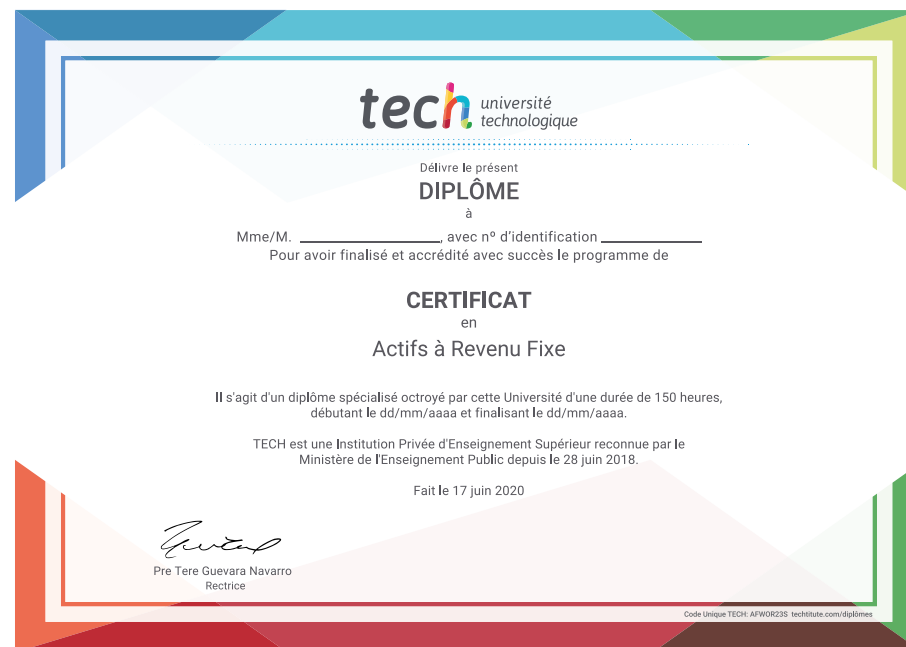 tech université
technologique
Délivre le présent
DIPLÔME
à
Mme/M. ____________________, avec nº d'identification ______________
Pour avoir finalisé et accrédité avec succès le programme de
CERTIFICAT
en
Actifs à Revenu Fixe
Il s'agit d'un diplôme spécialisé octroyé par cette Université d'une durée de 150 heures,
débutant le dd/mm/aaaa et finalisant le dd/mm/aaaa.
TECH est une Institution Privée d'Enseignement Supérieur reconnue par le
Ministère de l'Enseignement Public depuis le 28 juin 2018.
Fait le 17 juin 2020
Pre Tere Guevara Navarro
Rectrice
Code Unique TECH: AFWOR23S techtitute.com/diplômes